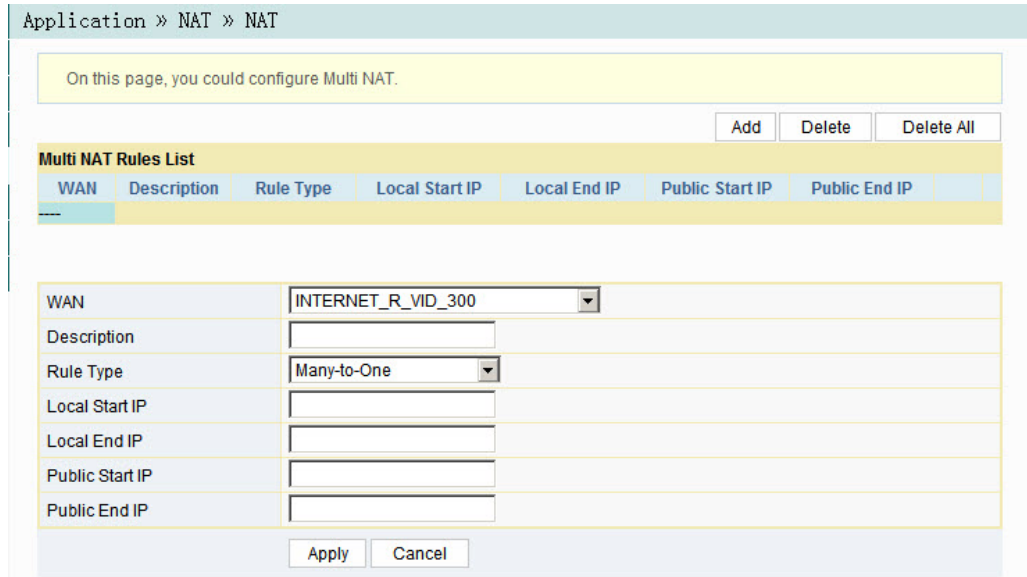 Application » NAT » NAT
On this page, you could configure Multi NAT.
Add Delete Delete All
Multi NAT Rules List
WAN Description Rule Type Local Start IP Local End IP Public Start IP Public End IP
----
WAN INTERNET_R_VID_300
Description
Rule Type Many-to-One
Local Start IP
Local End IP
Public Start IP
Public End IP
Apply Cancel